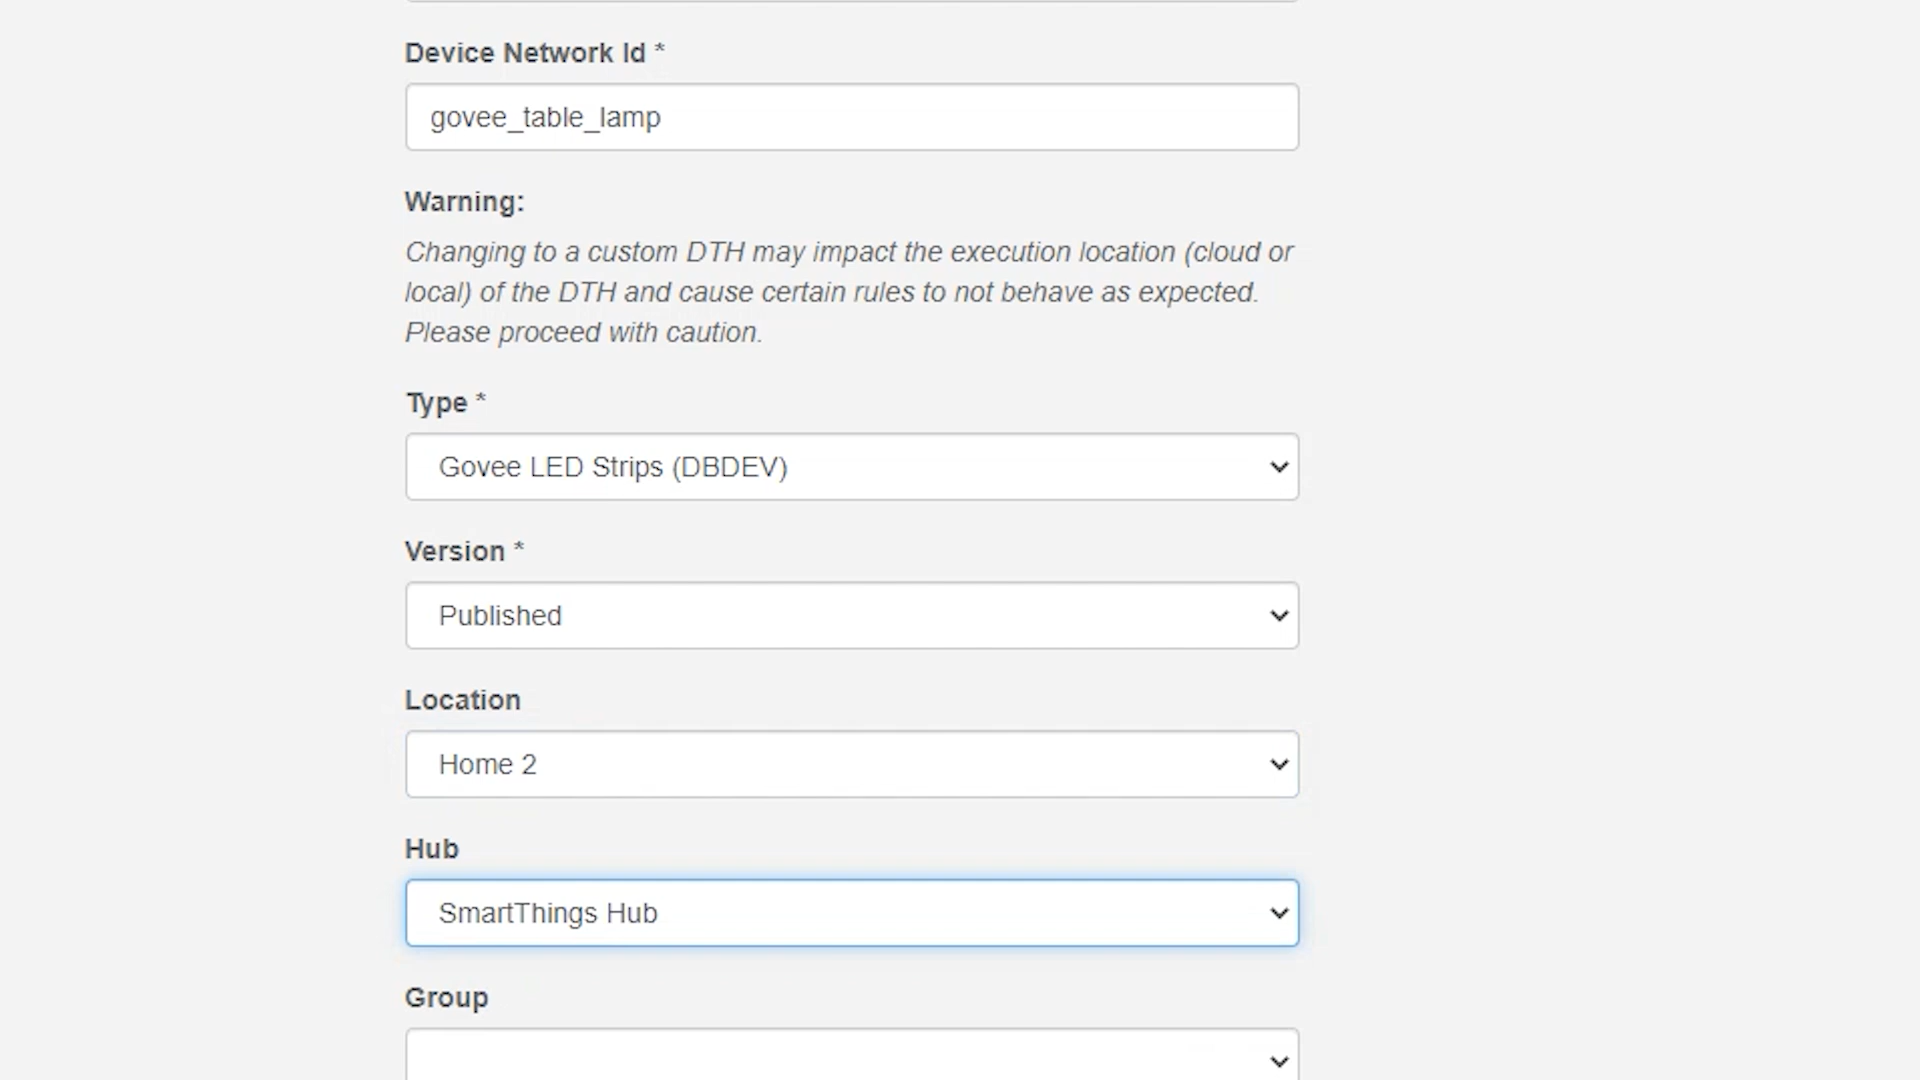 Device Network Id *
govee_table_lamp
Warning:
Changing to a custom DTH may impact the execution location (cloud or
local) of the DTH and cause certain rules to not behave as expected.
Please proceed with caution.
Type *
Govee LED Strips (DBDEV)
Version *
Published
Location
Home 2
Hub
SmartThings Hub
Group